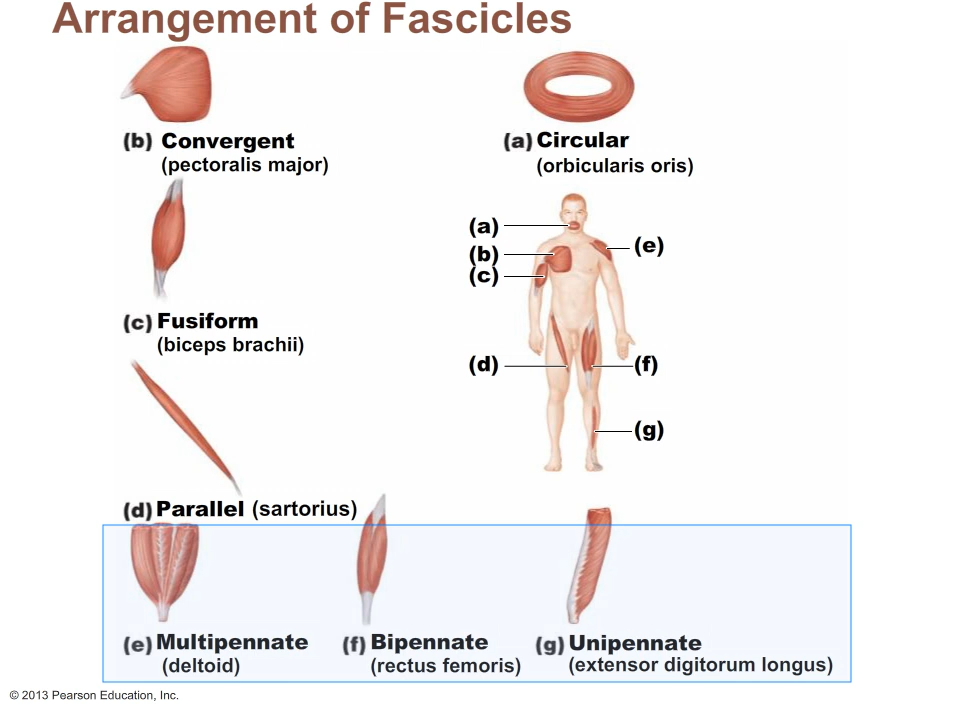 Arrangement of Fascicles
(b) Convergent
(pectoralis major)
(a) Circular
(orbicularis oris)
(a)
(b)
(c)
(e)
(c) Fusiform
(biceps brachii)
(d)
(f)
(g)
(d) Parallel (sartorius)
(e) Multipennate
(deltoid)
(f) Bipennate
(rectus femoris)
(g) Unipennate
(extensor digitorum longus)
© 2013 Pearson Education, Inc.